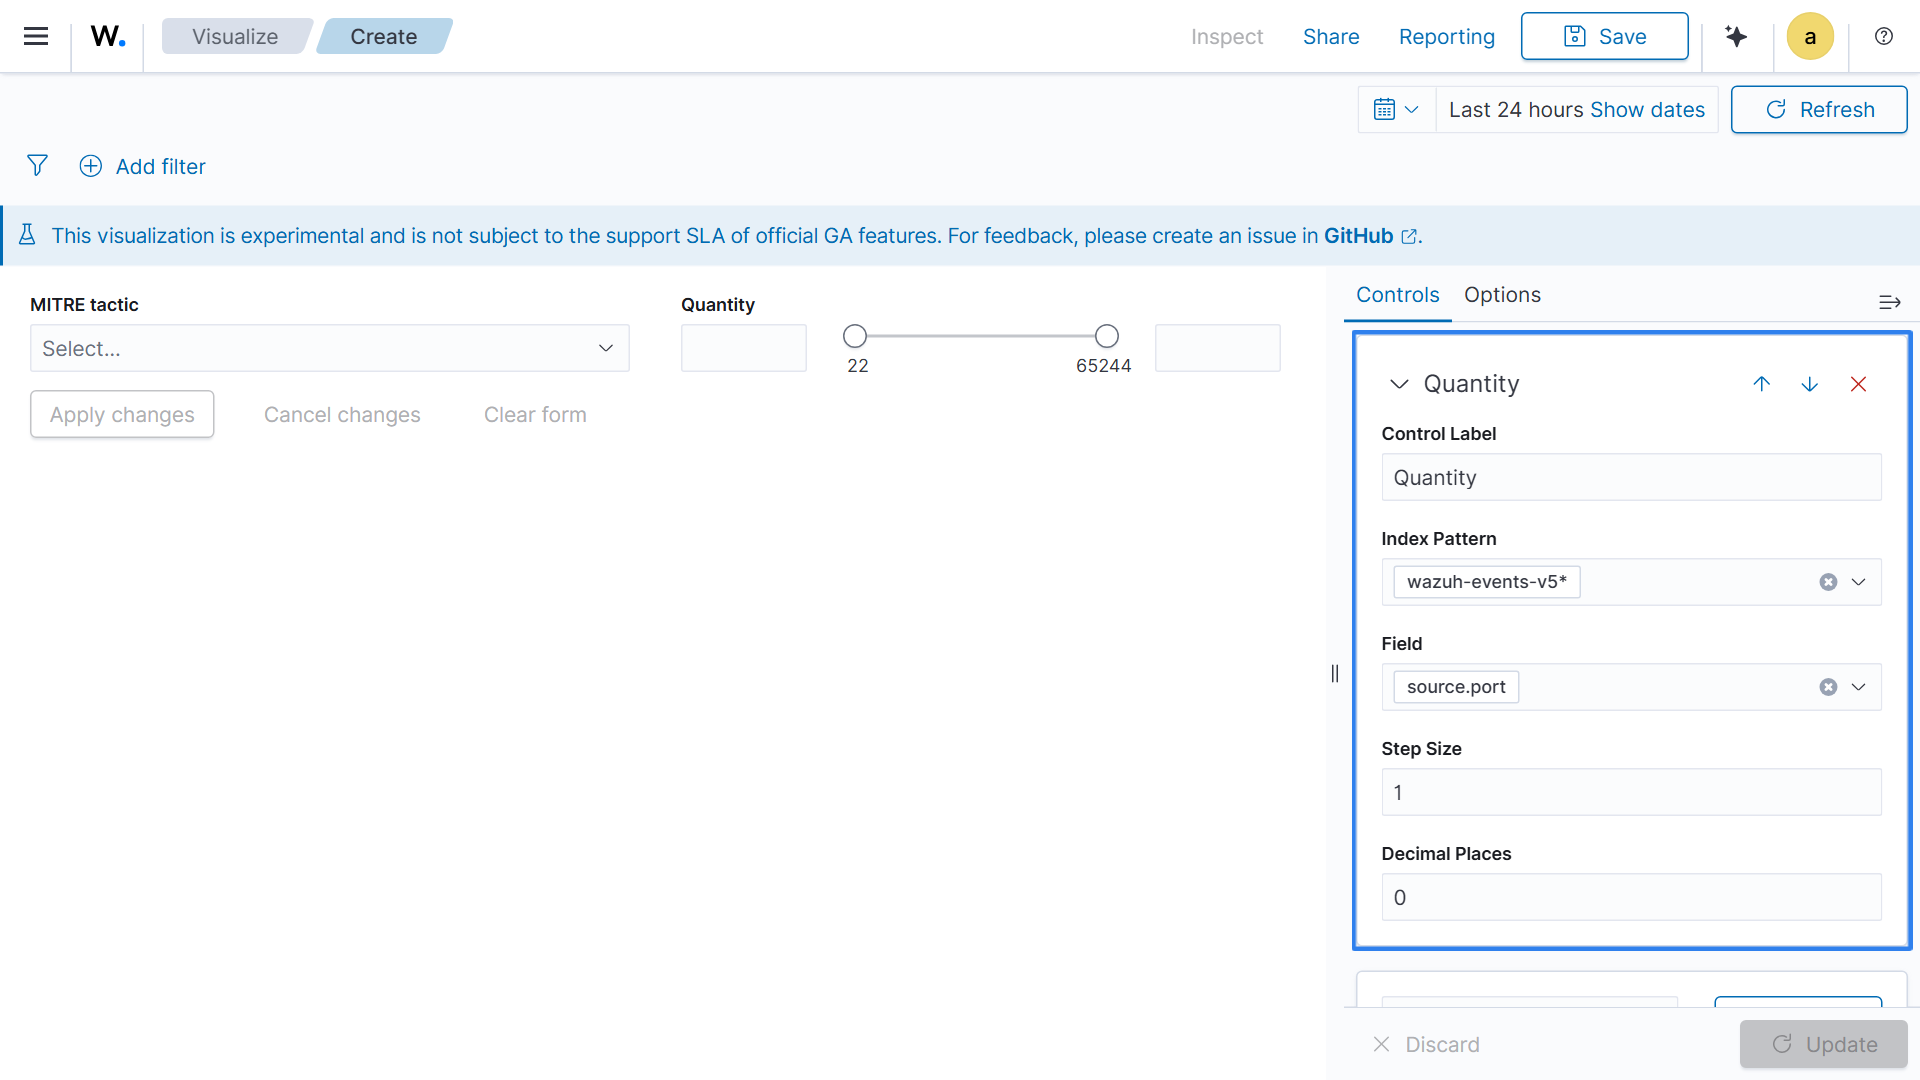 W.
Visualize
Create
Inspect
Share
Reporting
Save
a
Last 24 hours Show dates
Refresh
Add filter
This visualization is experimental and is not subject to the support SLA of official GA features. For feedback, please create an issue in GitHub .
MITRE tactic
Select...
Quantity
22
65244
Apply changes
Cancel changes
Clear form
Controls
Options
Quantity
Control Label
Quantity
Index Pattern
wazuh-events-v5*
Field
source.port
Step Size
1
Decimal Places
0
Discard
Update